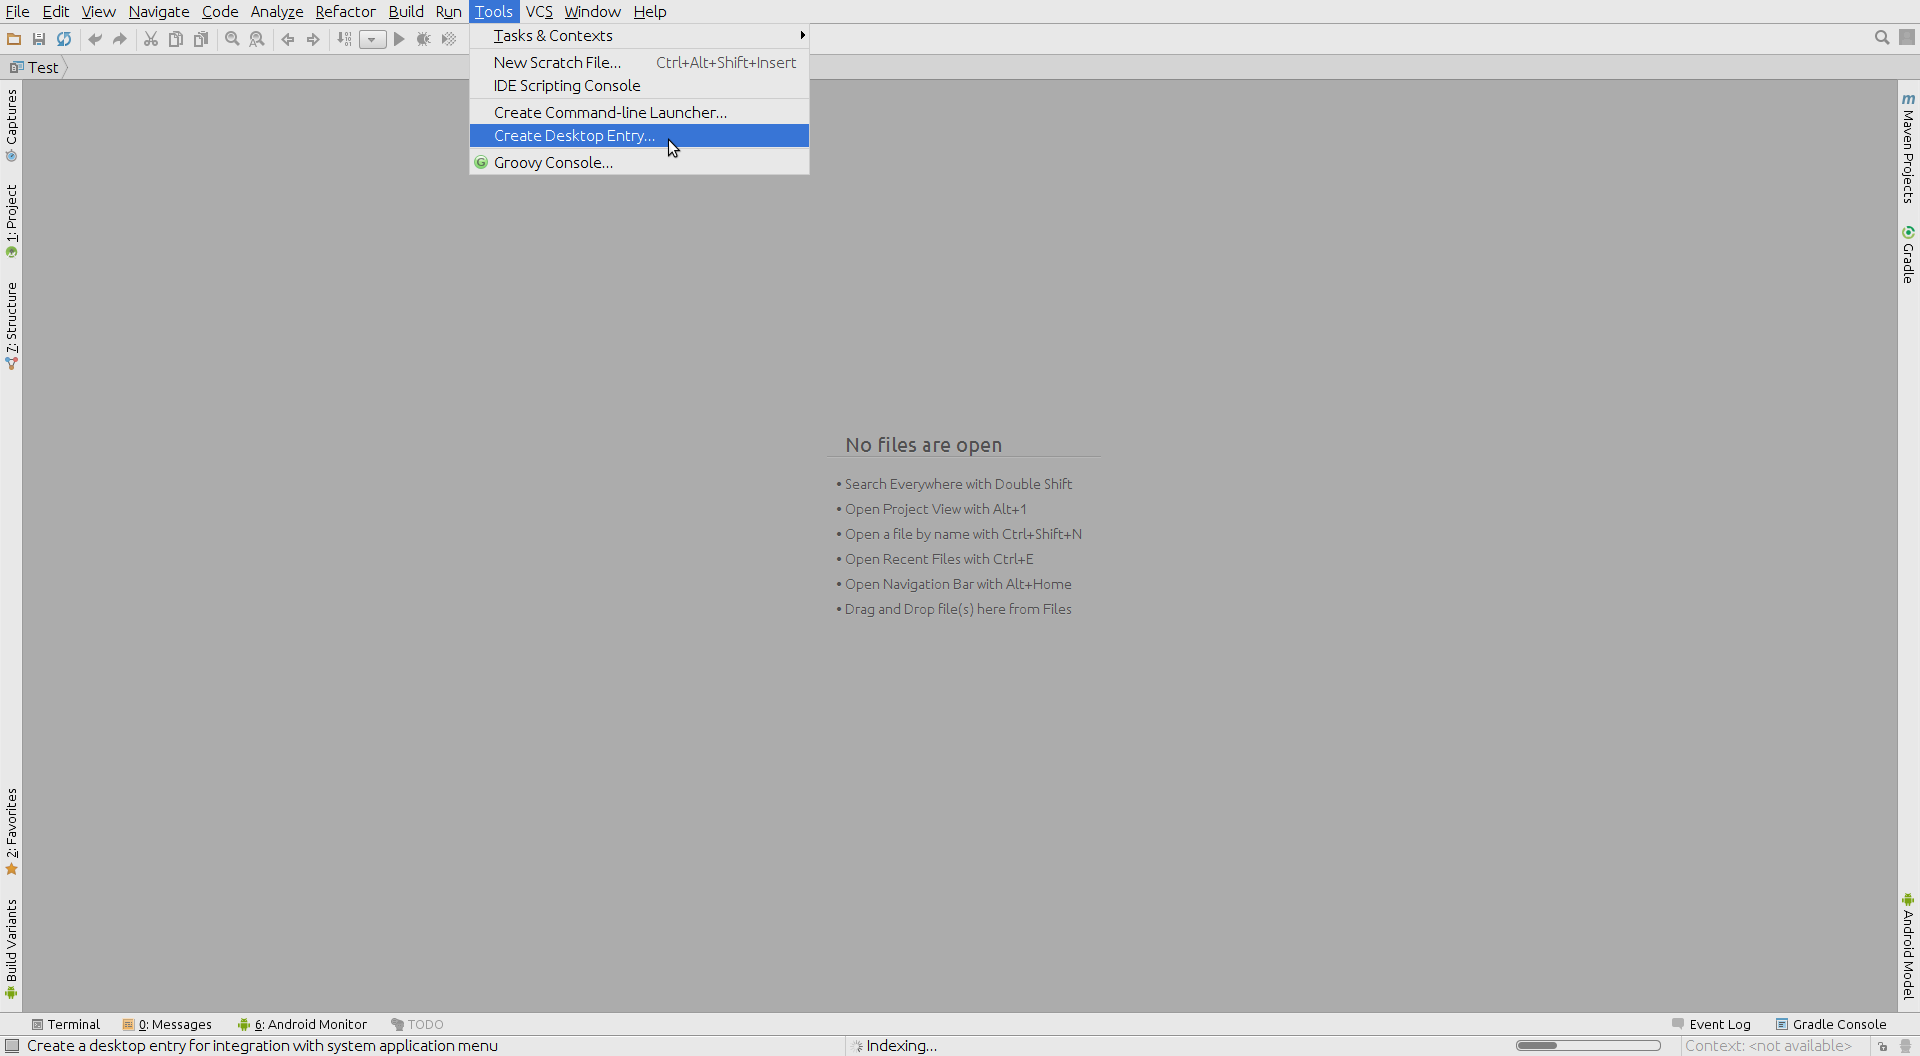 File Edit View Navigate Code Analyze Refactor Build Run Tools VCS Window Help
Tasks & Contexts
New Scratch File... Ctrl+Alt+Shift+Insert
IDE Scripting Console
Create Command-line Launcher...
Create Desktop Entry...
G Groovy Console...
Test
Captures
1: Project
7: Structure
2: Favorites
Build Variants
m Maven Projects
Gradle
Android Model
No files are open
• Search Everywhere with Double Shift
• Open Project View with Alt+1
• Open a file by name with Ctrl+Shift+N
• Open Recent Files with Ctrl+E
• Open Navigation Bar with Alt+Home
• Drag and Drop file(s) here from Files
Terminal 0: Messages 6: Android Monitor TODO Event Log Gradle Console
Create a desktop entry for integration with system application menu Indexing... Context: <not available>